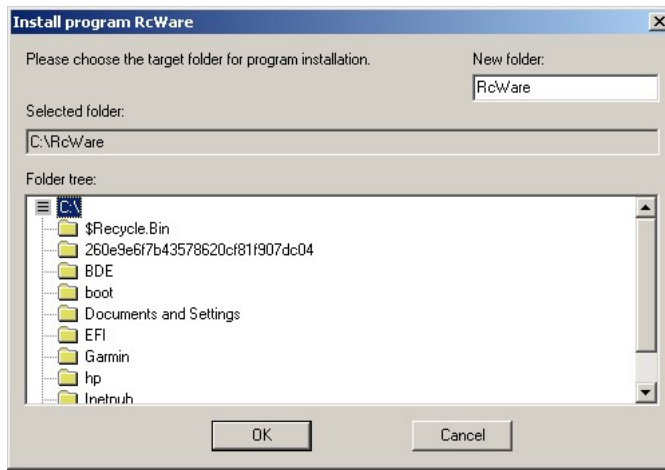 Install program RcWare
Please choose the target folder for program installation.
New folder:
RcWare
Selected folder:
C:\RcWare
Folder tree:
C:\
$Recycle.Bin
260e9e6f7b43578620cf81f907dc04
BDE
boot
Documents and Settings
EFI
Garmin
hp
Inetpub
OK Cancel